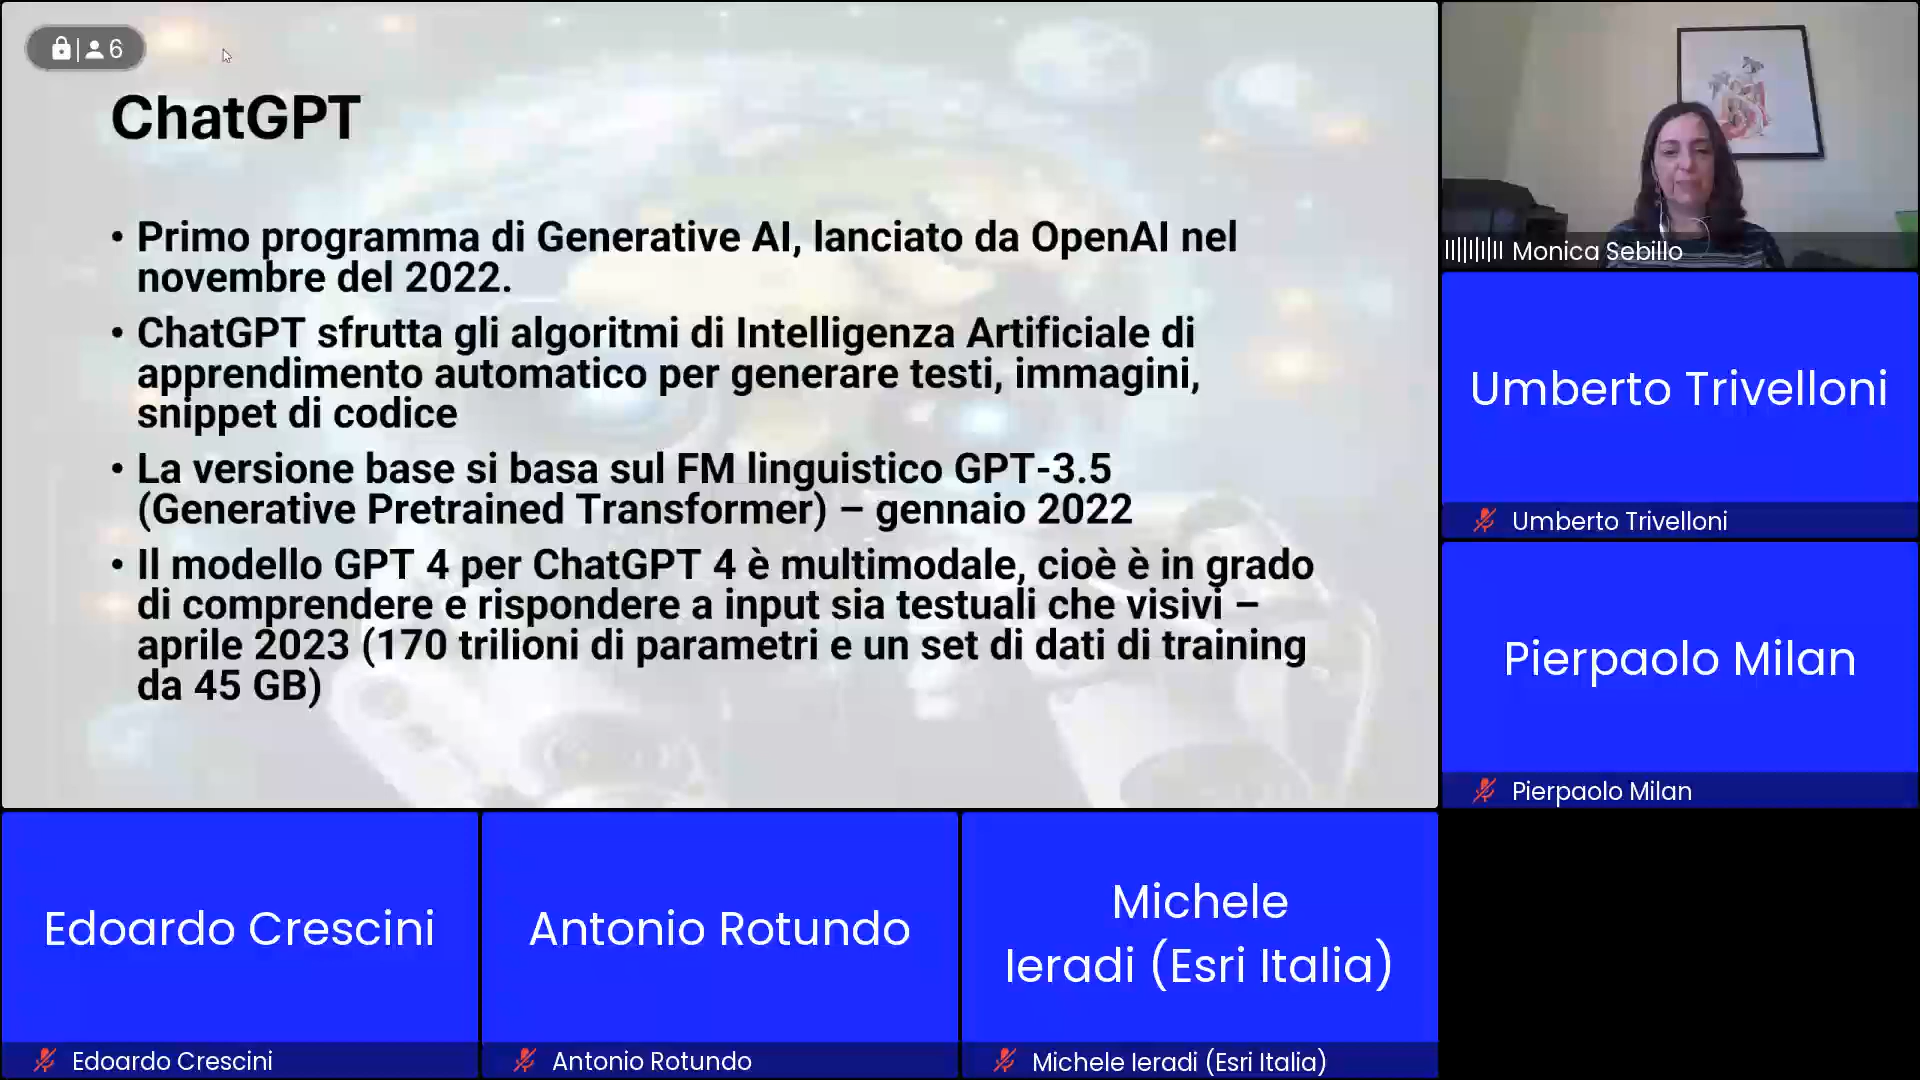 6
ChatGPT
• Primo programma di Generative AI, lanciato da OpenAI nel
novembre del 2022.
• ChatGPT sfrutta gli algoritmi di Intelligenza Artificiale di
apprendimento automatico per generare testi, immagini,
snippet di codice
• La versione base si basa sul FM linguistico GPT-3.5
(Generative Pretrained Transformer) – gennaio 2022
• Il modello GPT 4 per ChatGPT 4 è multimodale, cioè è in grado
di comprendere e rispondere a input sia testuali che visivi –
aprile 2023 (170 trilioni di parametri e un set di dati di training
da 45 GB)
Monica Sebillo
Umberto Trivelloni
Umberto Trivelloni
Pierpaolo Milan
Pierpaolo Milan
Edoardo Crescini
Edoardo Crescini
Antonio Rotundo
Antonio Rotundo
Michele
Ieradi (Esri Italia)
Michele Ieradi (Esri Italia)